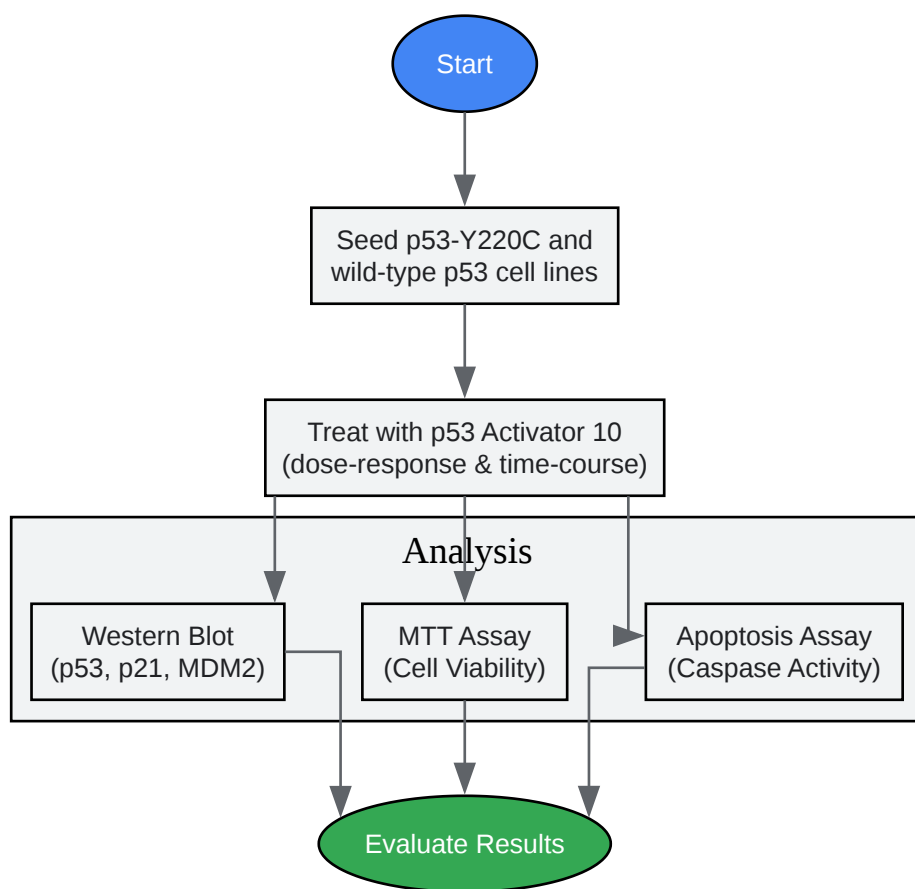 Start
Seed p53-Y220C and
wild-type p53 cell lines
Treat with p53 Activator 10
(dose-response & time-course)
Analysis
Western Blot
(p53, p21, MDM2)
MTT Assay
(Cell Viability)
Apoptosis Assay
(Caspase Activity)
Evaluate Results